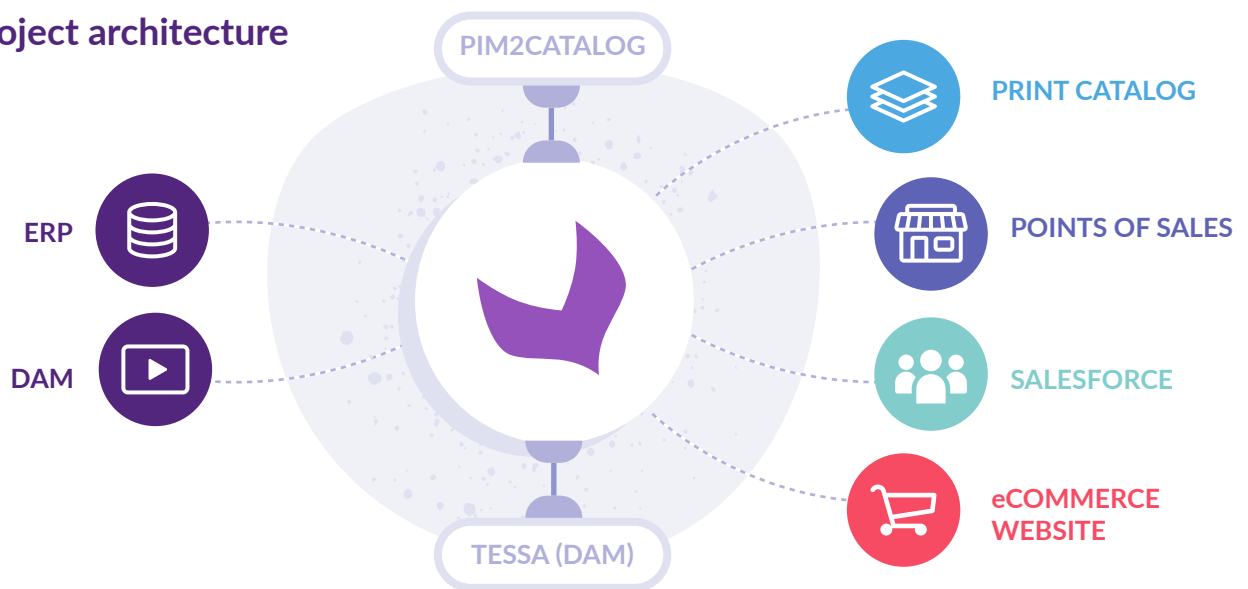 oject architecture
PIM2CATALOG
PRINT CATALOG
ERP
POINTS OF SALES
DAM
SALESFORCE
eCOMMERCE
WEBSITE
TESSA (DAM)